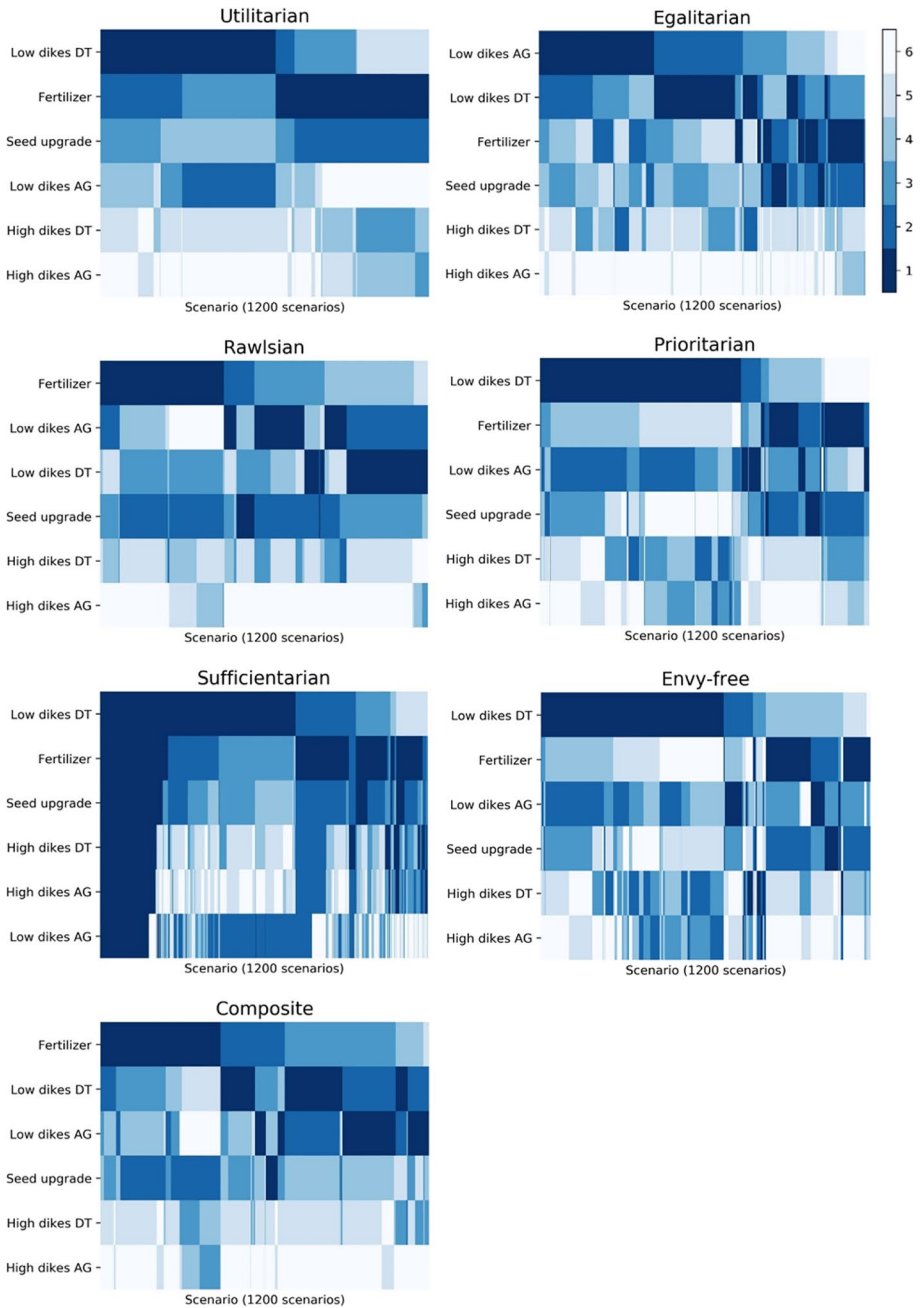 Utilitarian
Low dikes DT
Fertilizer
Seed upgrade
Low dikes AG
High dikes DT
High dikes AG
Scenario (1200 scenarios)
Egalitarian
Low dikes AG
Low dikes DT
Fertilizer
Seed upgrade
High dikes DT
High dikes AG
Scenario (1200 scenarios)
6
5
4
3
2
1
Rawlsian
Fertilizer
Low dikes AG
Low dikes DT
Seed upgrade
High dikes DT
High dikes AG
Scenario (1200 scenarios)
Prioritarian
Low dikes DT
Fertilizer
Low dikes AG
Seed upgrade
High dikes DT
High dikes AG
Scenario (1200 scenarios)
Sufficientarian
Low dikes DT
Fertilizer
Seed upgrade
High dikes DT
High dikes AG
Low dikes AG
Scenario (1200 scenarios)
Envy-free
Low dikes DT
Fertilizer
Low dikes AG
Seed upgrade
High dikes DT
High dikes AG
Scenario (1200 scenarios)
Composite
Fertilizer
Low dikes DT
Low dikes AG
Seed upgrade
High dikes DT
High dikes AG
Scenario (1200 scenarios)